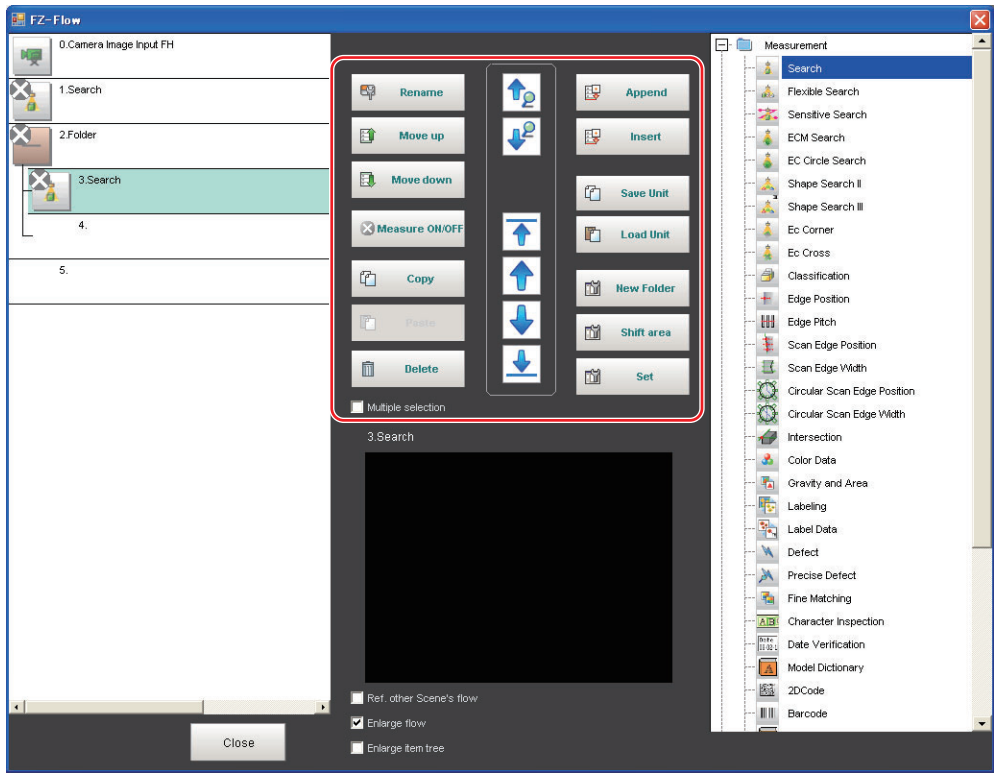 FZ-Flow
0.Camera Image Input FH
1.Search
2.Folder
3.Search
4.
5.
Close
Rename
Move up
Move down
Measure ON/OFF
Copy
Paste
Delete
Multiple selection
Append
Insert
Save Unit
Load Unit
New Folder
Shift area
Set
3.Search
Ref. other Scene's flow
Enlarge flow
Enlarge item tree
Measurement
Search
Flexible Search
Sensitive Search
ECM Search
EC Circle Search
Shape Search II
Shape Search III
Ec Corner
Ec Cross
Classification
Edge Position
Edge Pitch
Scan Edge Position
Scan Edge Width
Circular Scan Edge Position
Circular Scan Edge Width
Intersection
Color Data
Gravity and Area
Labeling
Label Data
Defect
Precise Defect
Fine Matching
Character Inspection
Date Verification
Model Dictionary
2DCode
Barcode